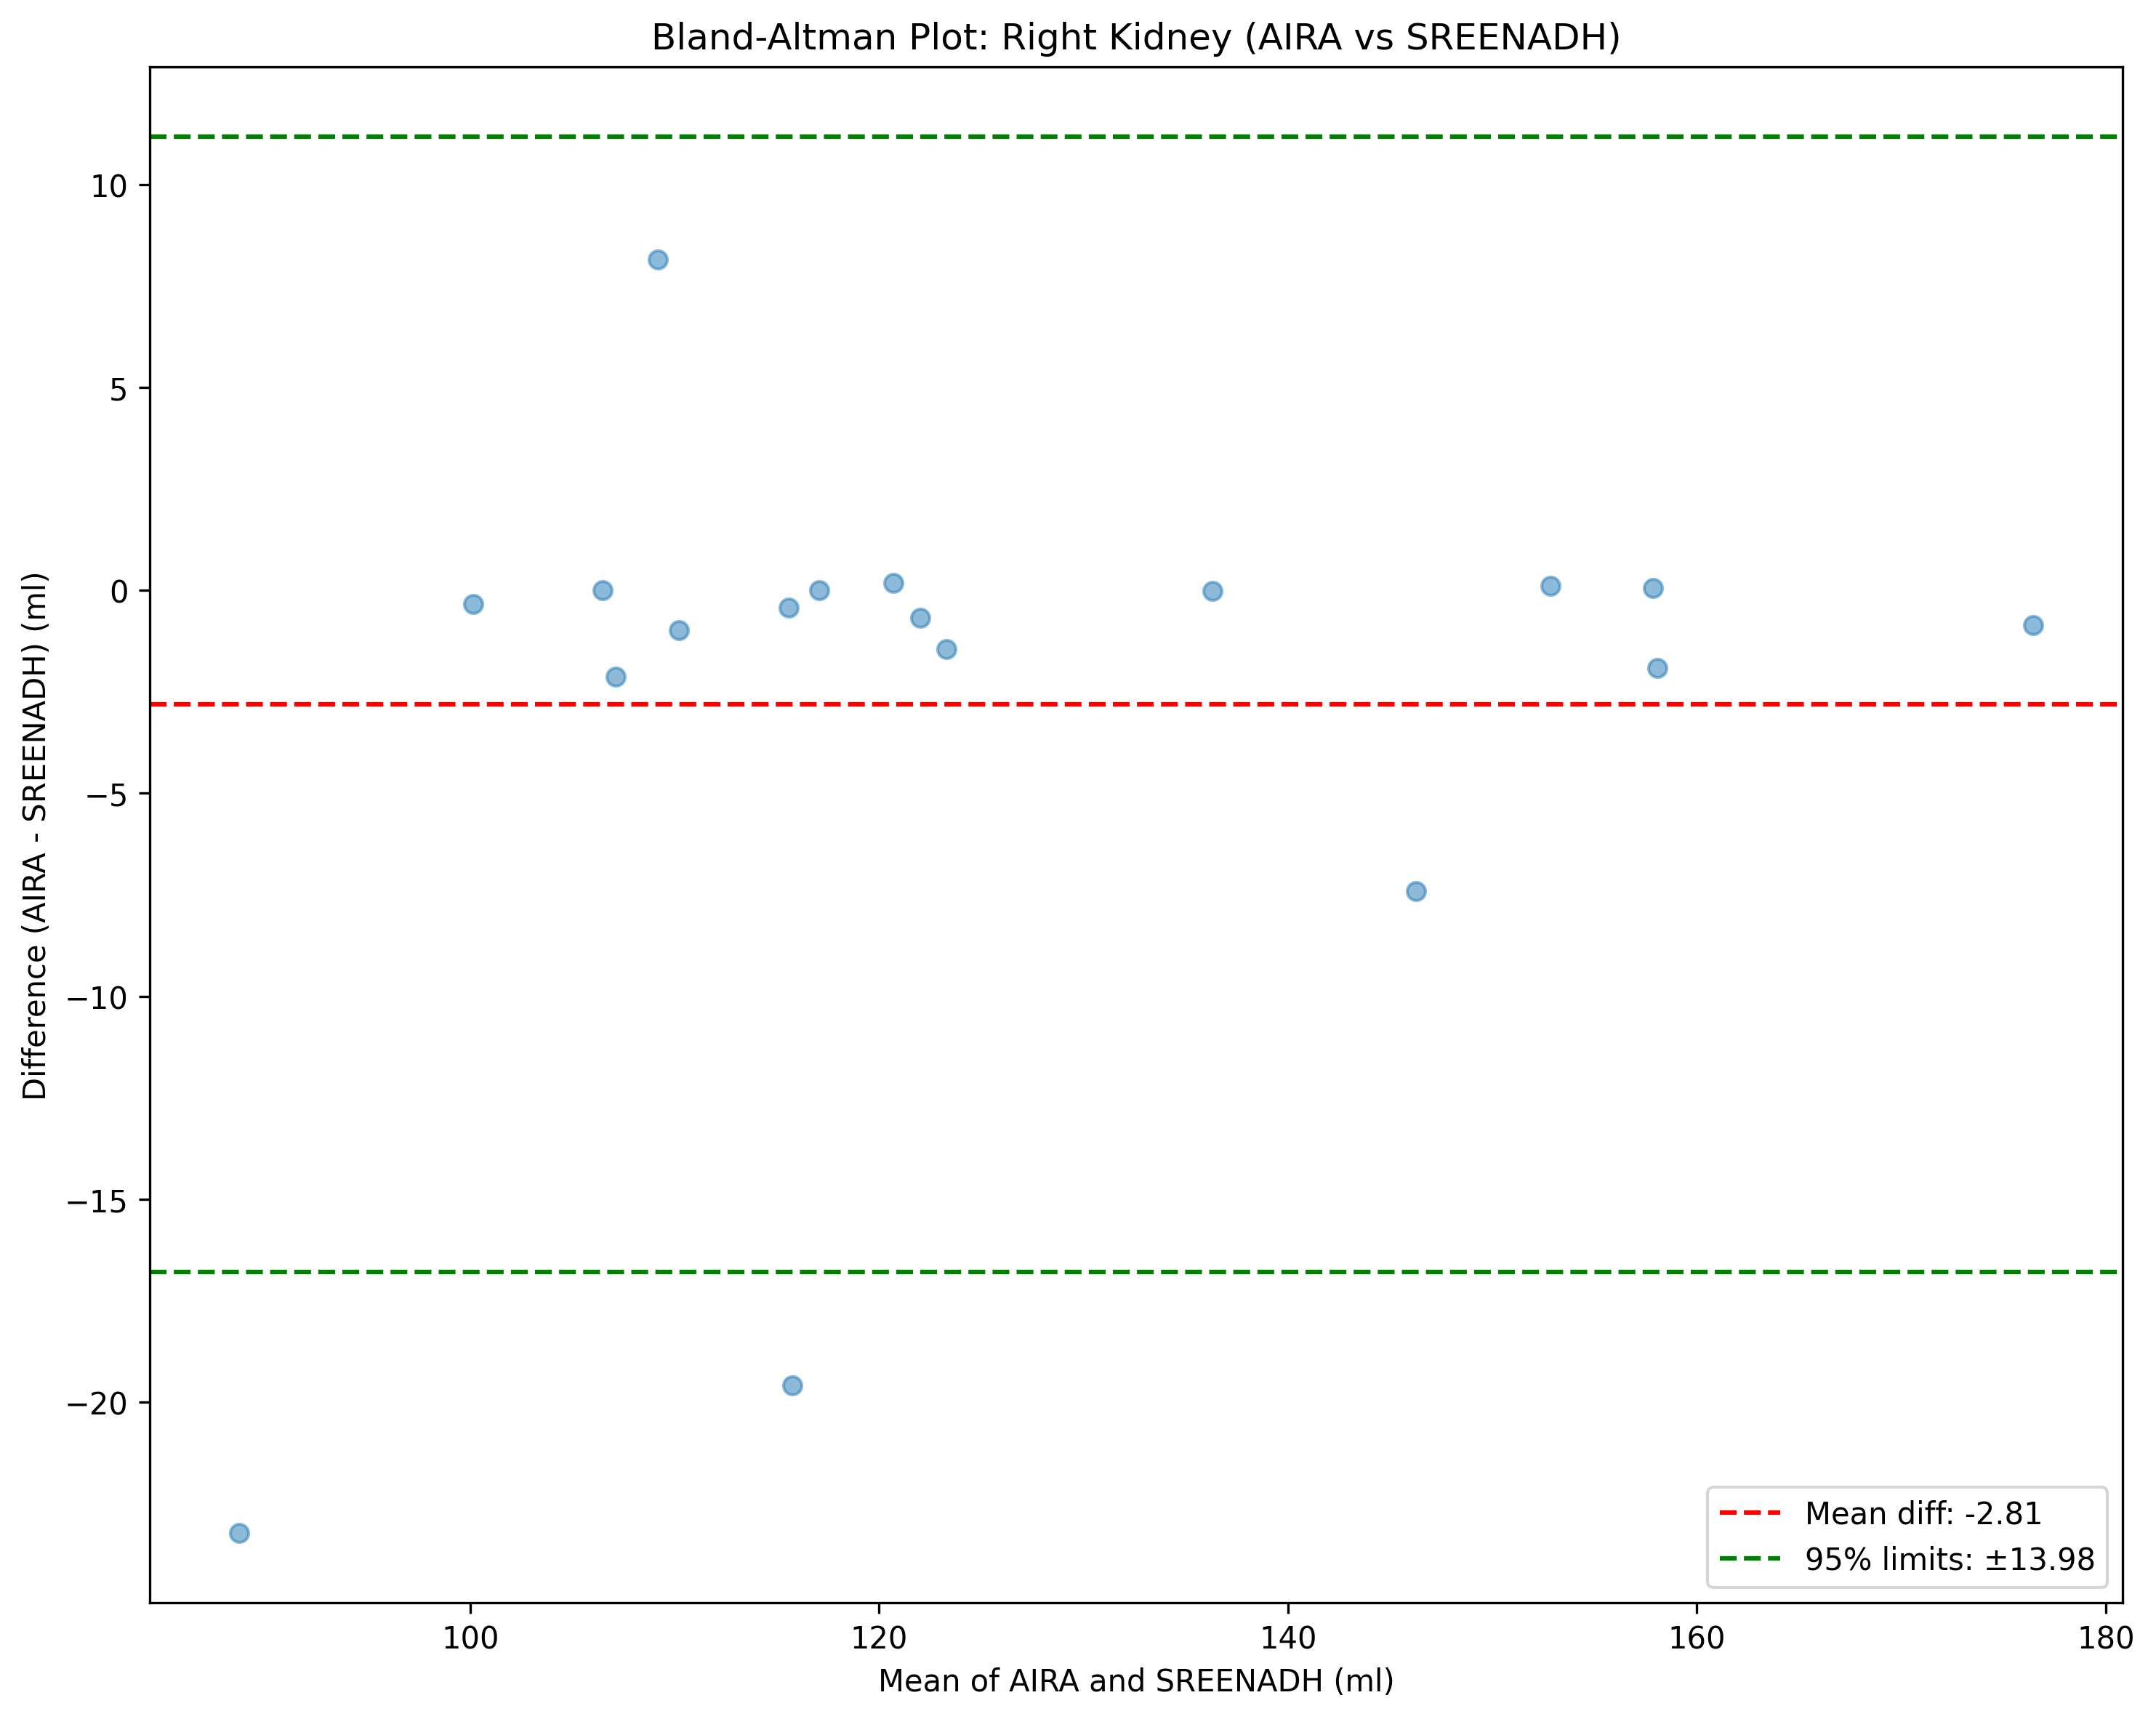 Bland-Altman Plot: Right Kidney (AIRA vs SREENADH)
Difference (AIRA - SREENADH) (ml)
10
5
0
−5
−10
−15
−20
Mean diff: -2.81
95% limits: ±13.98
100
120
140
160
180
Mean of AIRA and SREENADH (ml)